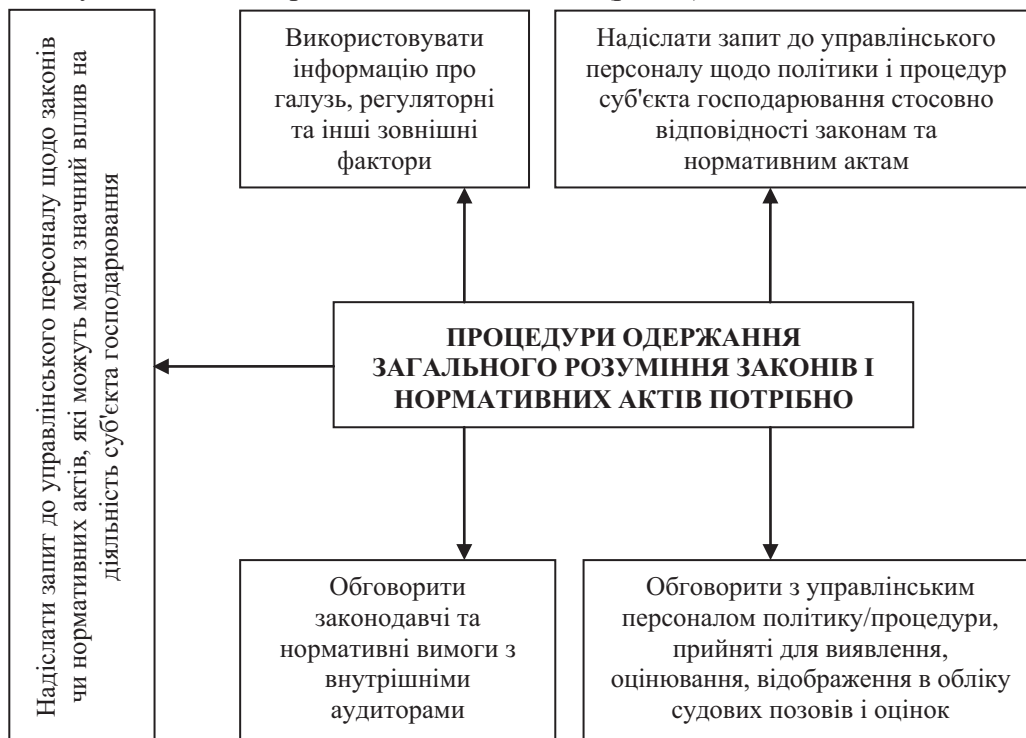 Надіслати запит до управлінського персоналу щодо законів
чи нормативних актів, які можуть мати значний вплив на
діяльність суб'єкта господарювання
Використовувати
інформацію про
галузь, регуляторні
та інші зовнішні
фактори
Надіслати запит до управлінського
персоналу щодо політики і процедур
суб'єкта господарювання стосовно
відповідності законам та
нормативним актам
ПРОЦЕДУРИ ОДЕРЖАННЯ
ЗАГАЛЬНОГО РОЗУМІННЯ ЗАКОНІВ І
НОРМАТИВНИХ АКТІВ ПОТРІБНО
Обговорити
законодавчі та
нормативні вимоги з
внутрішніми
аудиторами
Обговорити з управлінським
персоналом політику/процедури,
прийняті для виявлення,
оцінювання, відображення в обліку
судових позовів і оцінок